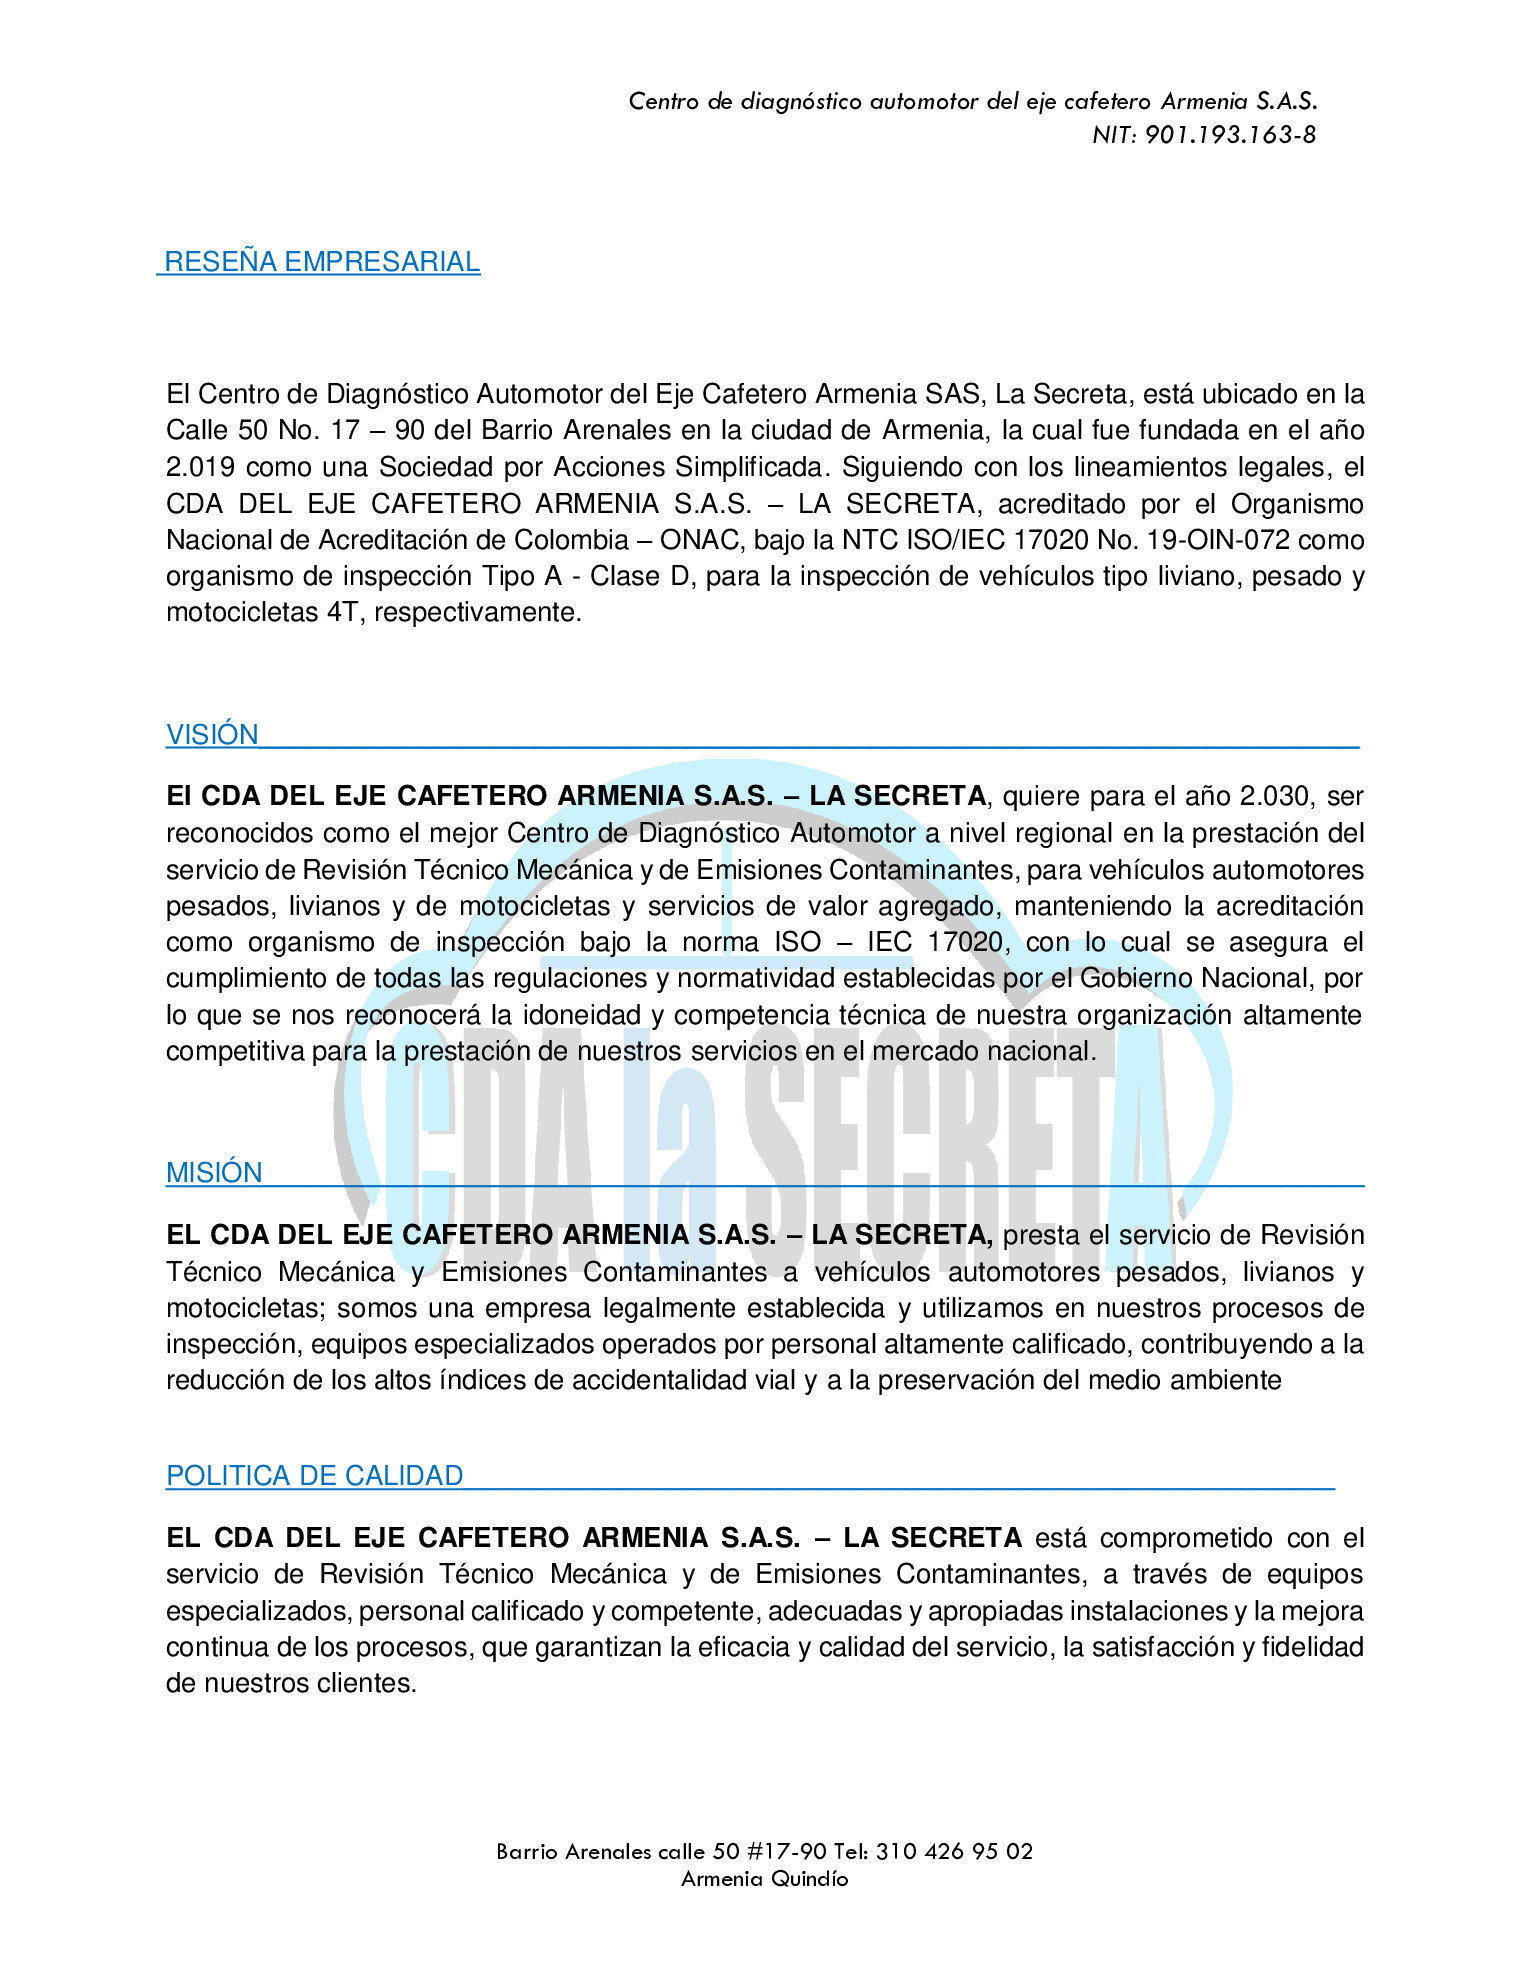 Centro de diagnóstico automotor del eje cafetero Armenia S.A.S.
NIT: 901.193.163-8
RESEÑA EMPRESARIAL
El Centro de Diagnóstico Automotor del Eje Cafetero Armenia SAS, La Secreta, está ubicado en la
Calle 50 No. 17 – 90 del Barrio Arenales en la ciudad de Armenia, la cual fue fundada en el año
2.019 como una Sociedad por Acciones Simplificada. Siguiendo con los lineamientos legales, el
CDA DEL EJE CAFETERO ARMENIA S.A.S. – LA SECRETA, acreditado por el Organismo
Nacional de Acreditación de Colombia – ONAC, bajo la NTC ISO/IEC 17020 No. 19-OIN-072 como
organismo de inspección Tipo A - Clase D, para la inspección de vehículos tipo liviano, pesado y
motocicletas 4T, respectivamente.
VISIÓN
El CDA DEL EJE CAFETERO ARMENIA S.A.S. – LA SECRETA, quiere para el año 2.030, ser
reconocidos como el mejor Centro de Diagnóstico Automotor a nivel regional en la prestación del
servicio de Revisión Técnico Mecánica y de Emisiones Contaminantes, para vehículos automotores
pesados, livianos y de motocicletas y servicios de valor agregado, manteniendo la acreditación
como organismo de inspección bajo la norma ISO – IEC 17020, con lo cual se asegura el
cumplimiento de todas las regulaciones y normatividad establecidas por el Gobierno Nacional, por
lo que se nos reconocerá la idoneidad y competencia técnica de nuestra organización altamente
competitiva para la prestación de nuestros servicios en el mercado nacional.
CDA la SECRETA
MISIÓN
EL CDA DEL EJE CAFETERO ARMENIA S.A.S. – LA SECRETA, presta el servicio de Revisión
Técnico Mecánica y Emisiones Contaminantes a vehículos automotores pesados, livianos y
motocicletas; somos una empresa legalmente establecida y utilizamos en nuestros procesos de
inspección, equipos especializados operados por personal altamente calificado, contribuyendo a la
reducción de los altos índices de accidentalidad vial y a la preservación del medio ambiente
POLITICA DE CALIDAD
EL CDA DEL EJE CAFETERO ARMENIA S.A.S. – LA SECRETA está comprometido con el
servicio de Revisión Técnico Mecánica y de Emisiones Contaminantes, a través de equipos
especializados, personal calificado y competente, adecuadas y apropiadas instalaciones y la mejora
continua de los procesos, que garantizan la eficacia y calidad del servicio, la satisfacción y fidelidad
de nuestros clientes.
Barrio Arenales calle 50 #17-90 Tel: 310 426 95 02
Armenia Quindío